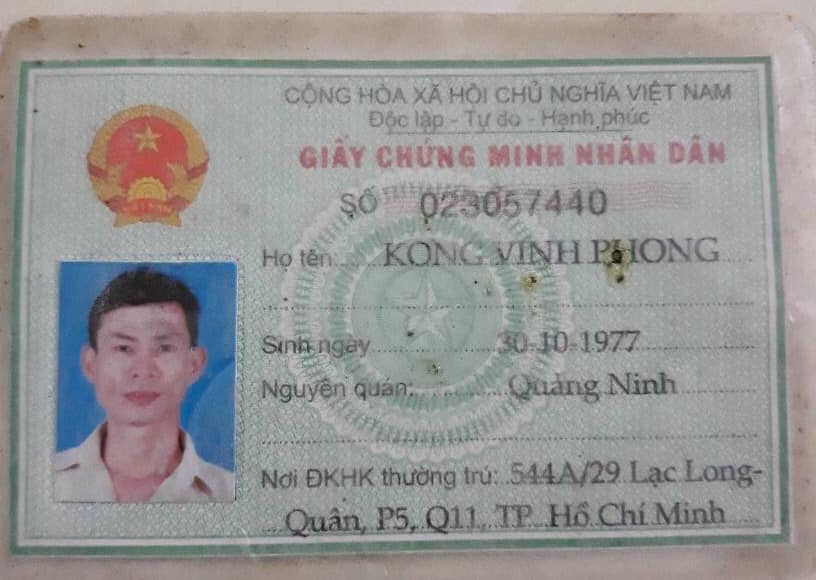 CỘNG HÒA XÃ HỘI CHỦ NGHĨA VIỆT NAM
Độc lập - Tự do - Hạnh phúc
GIẤY CHỨNG MINH NHÂN DÂN
SỐ 023057440
Họ tên: KONG VINH PHONG
Sinh ngày 30-10-1977
Nguyên quán: Quảng Ninh
Nơi ĐKHK thường trú: 544A/29 Lạc Long-
Quân, P5, Q11, TP Hồ Chí Minh